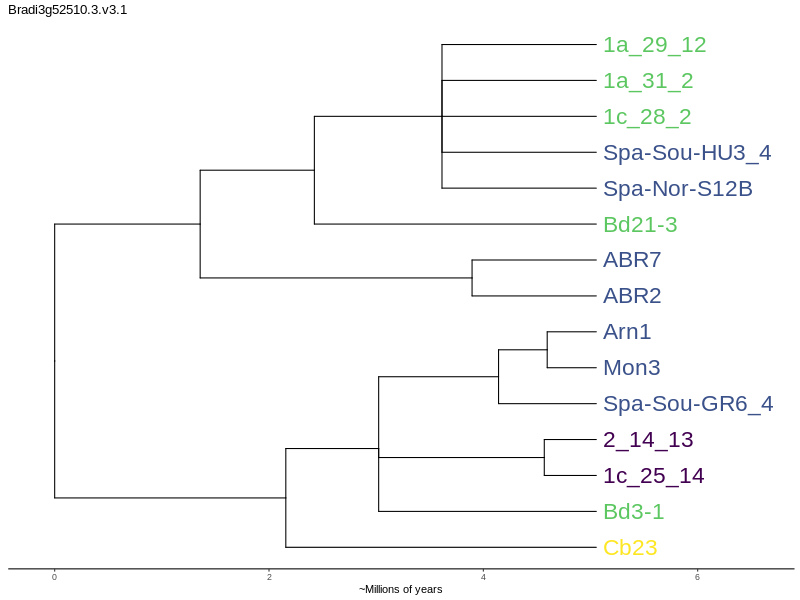 Bradi3g52510.3.v3.1
1a_29_12
1a_31_2
1c_28_2
Spa-Sou-HU3_4
Spa-Nor-S12B
Bd21-3
ABR7
ABR2
Arn1
Mon3
Spa-Sou-GR6_4
2_14_13
1c_25_14
Bd3-1
Cb23
0 2 4 6
~Millions of years